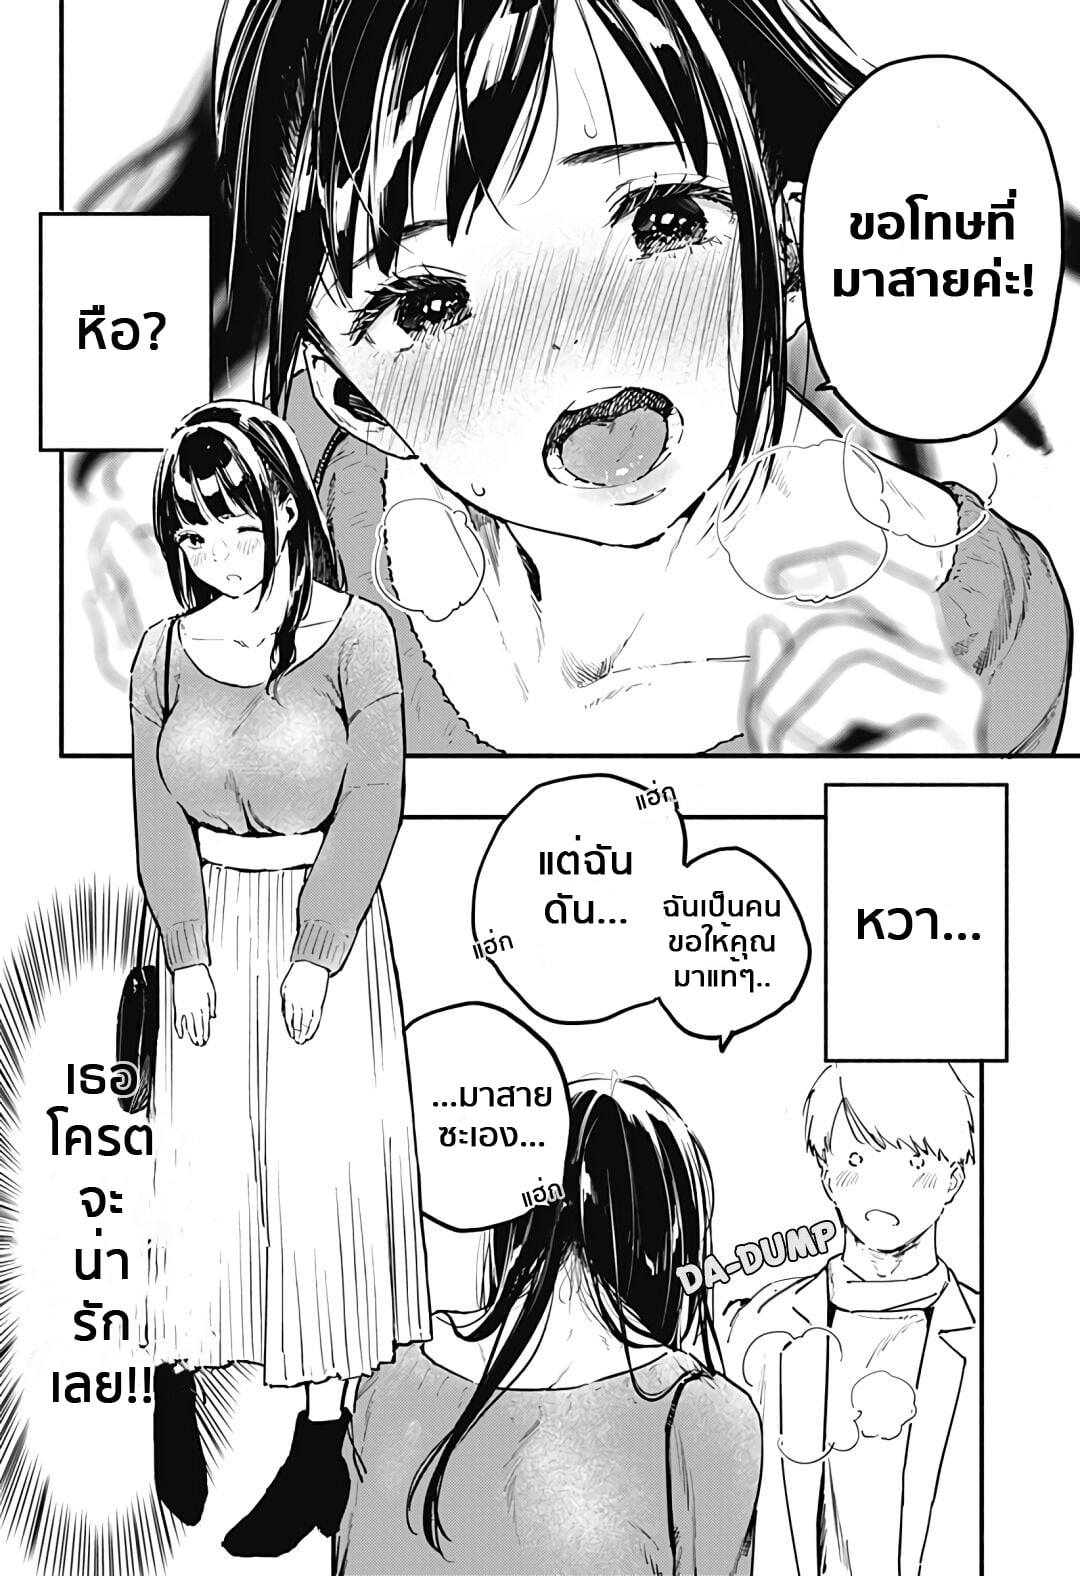 ขอโทษที่
มาสายค่ะ!
หือ?
หวา...
ฉันเป็นคน
ขอให้คุณ
มาแท้ๆ..
แฮ่ก
แต่ฉัน
ดัน...
แฮ่ก
...มาสาย
ซะเอง...
แฮ่ก
DA-DUMP
เธอ
โครต
จะ
น่า
รัก
เลย!!